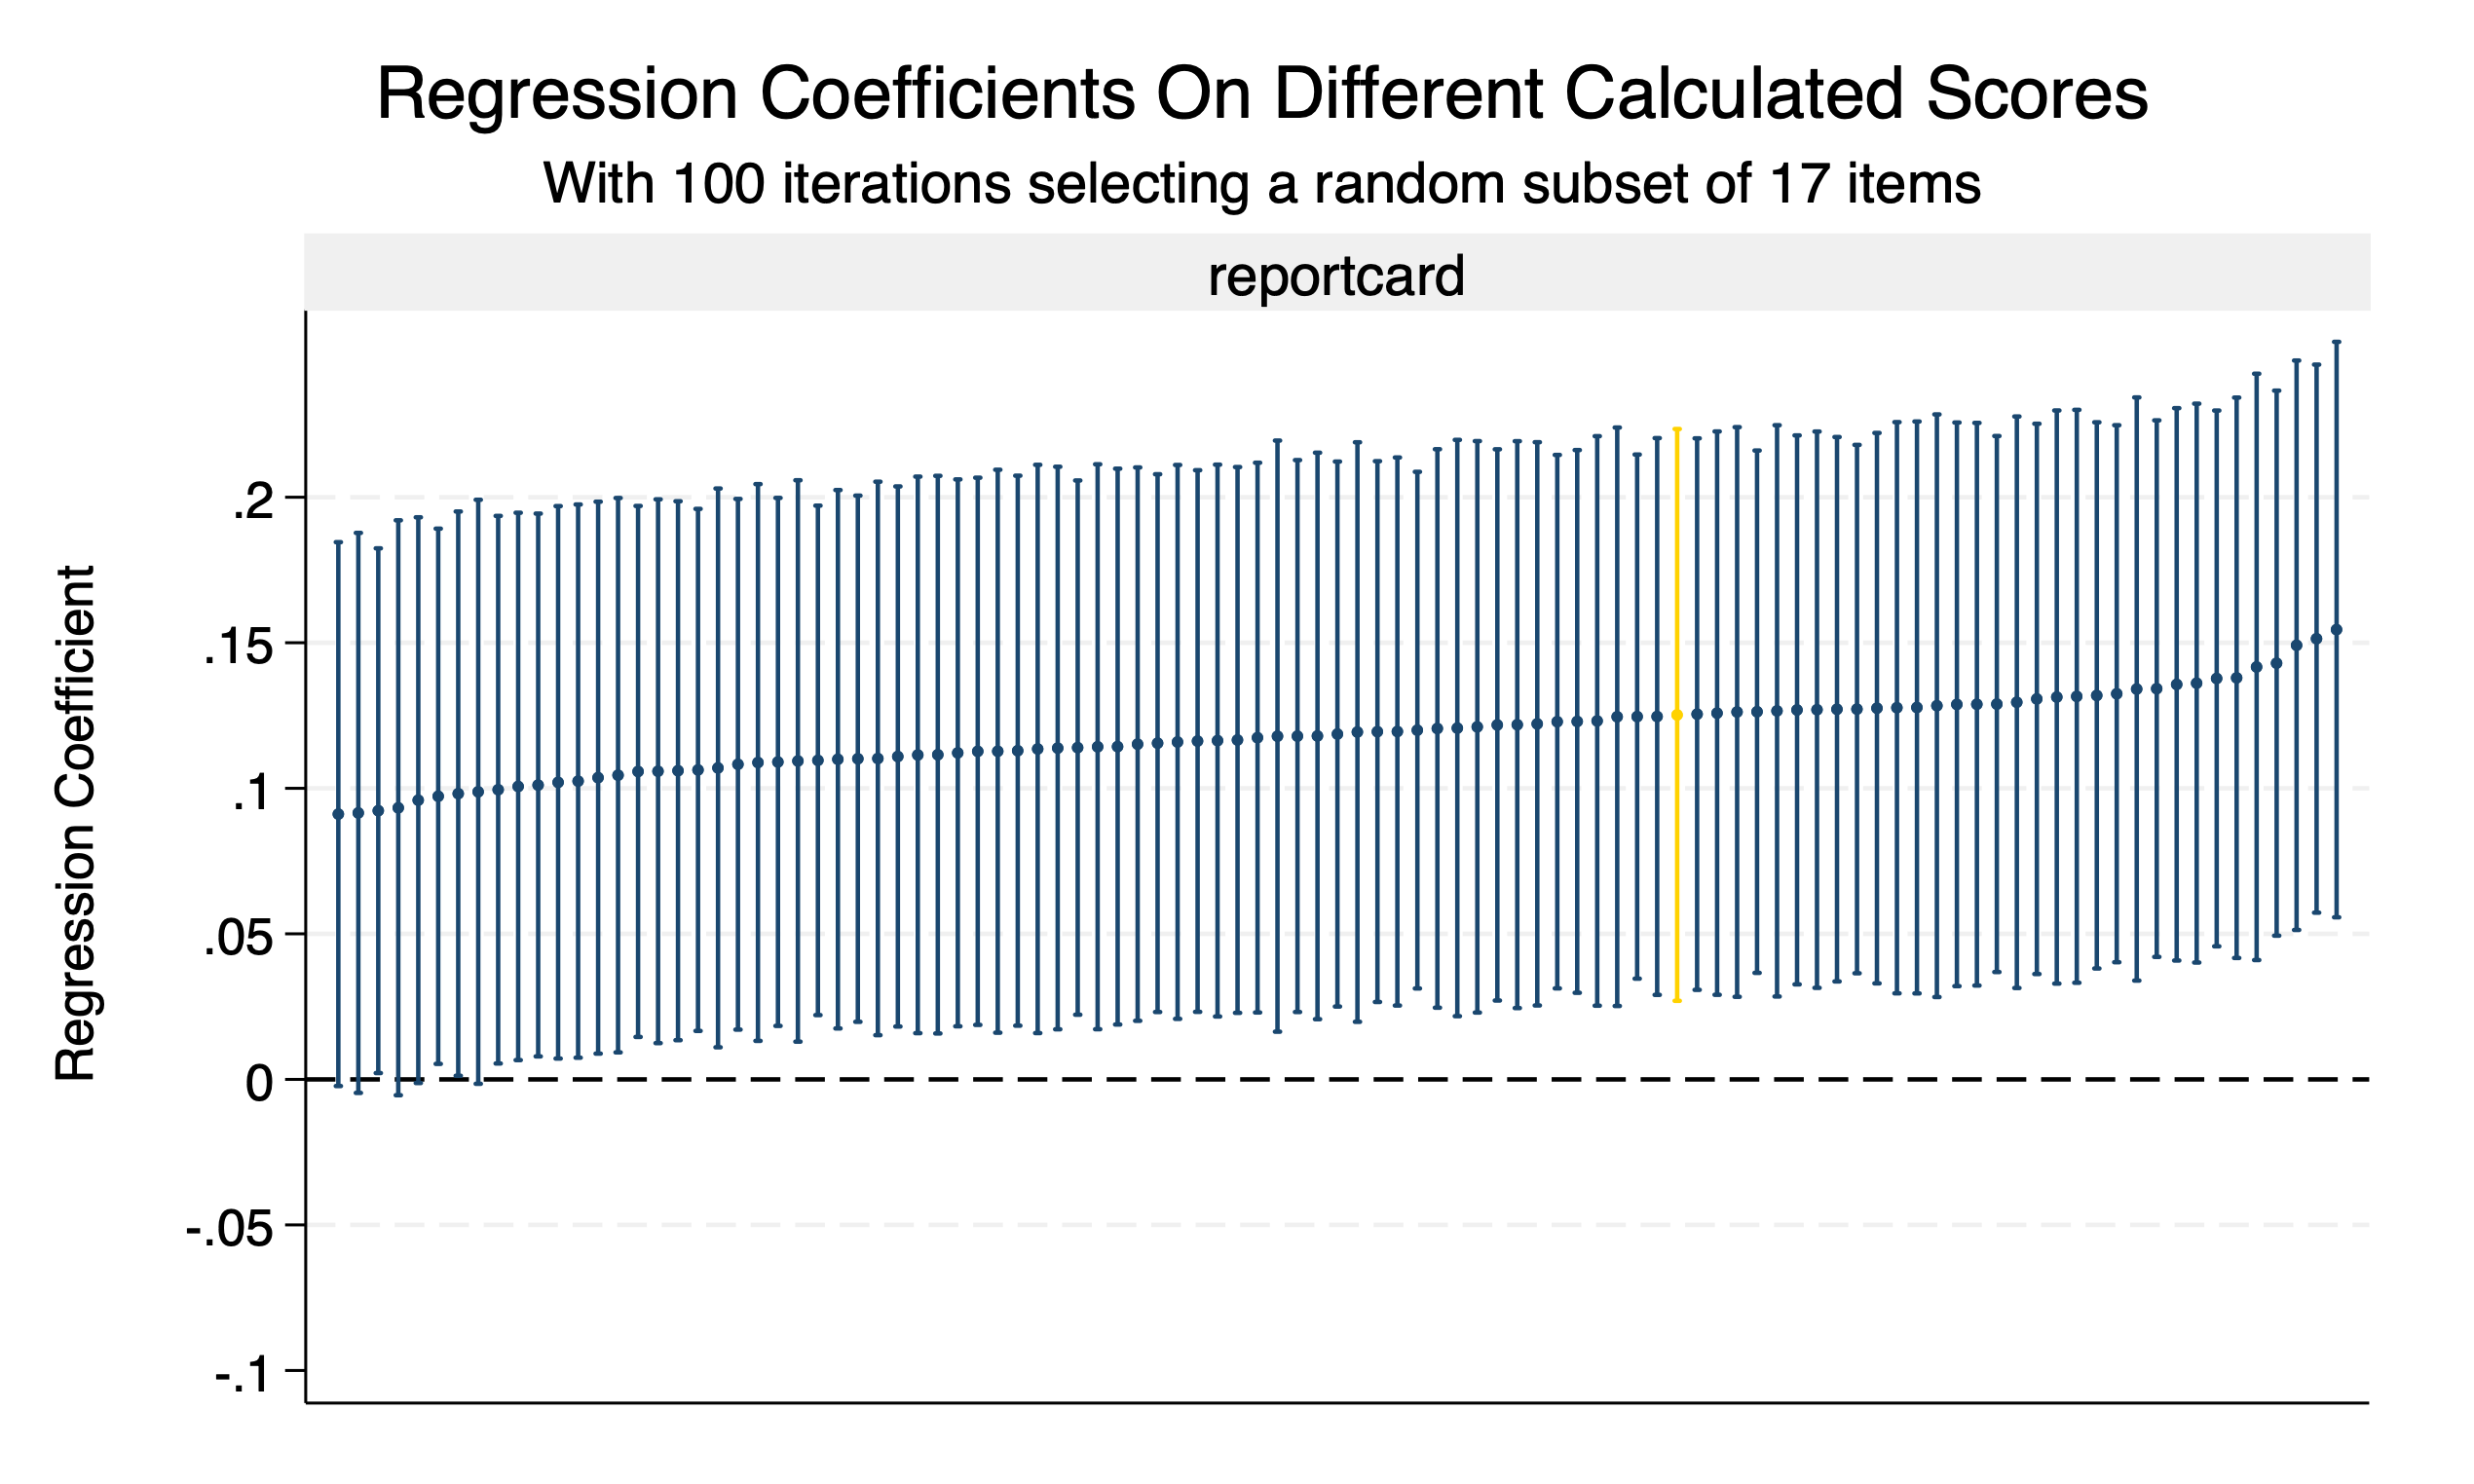 Regression Coefficients On Different Calculated Scores
With 100 iterations selecting a random subset of 17 items
reportcard
Regression Coefficient
.2
.15
.1
.05
0
-.05
-.1